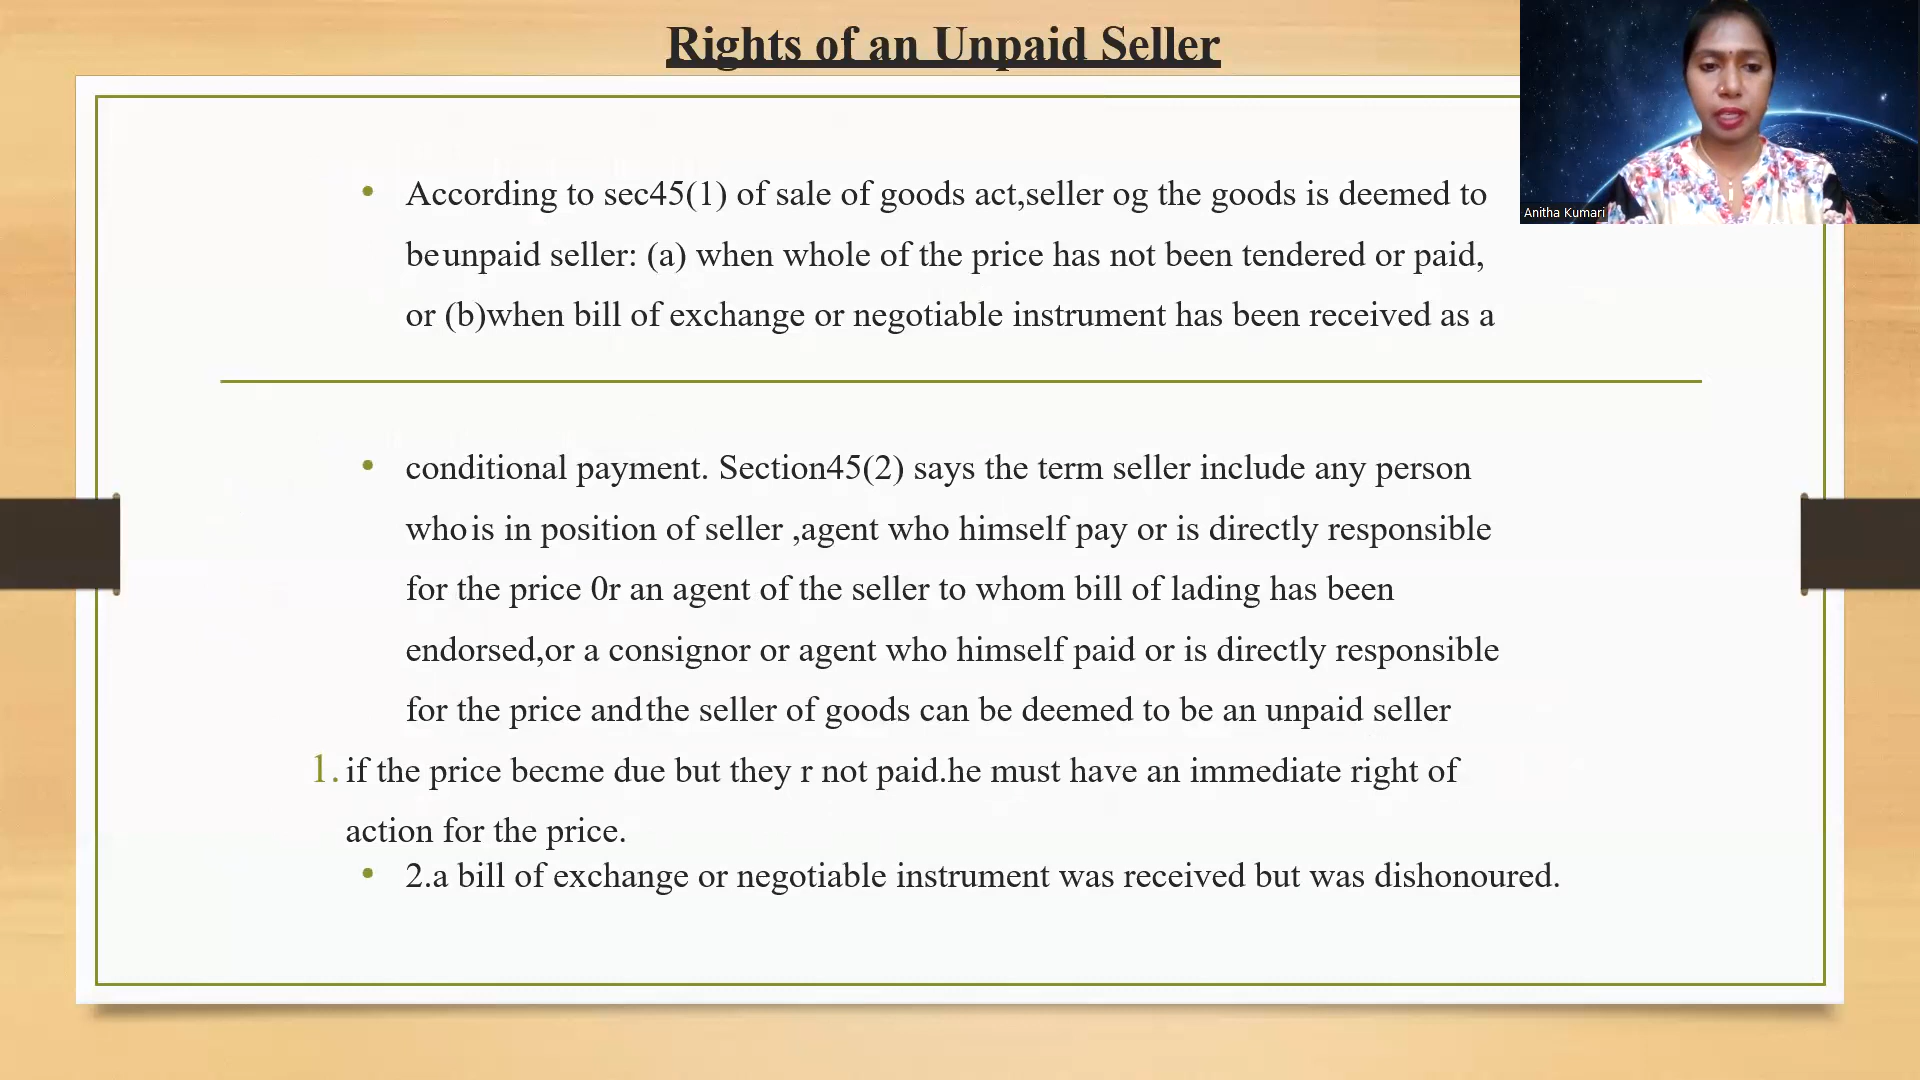 Rights of an Unpaid Seller
Anitha Kumari
• According to sec45(1) of sale of goods act,seller og the goods is deemed to
be unpaid seller: (a) when whole of the price has not been tendered or paid,
or (b)when bill of exchange or negotiable instrument has been received as a
• conditional payment. Section45(2) says the term seller include any person
who is in position of seller ,agent who himself pay or is directly responsible
for the price 0r an agent of the seller to whom bill of lading has been
endorsed,or a consignor or agent who himself paid or is directly responsible
for the price and the seller of goods can be deemed to be an unpaid seller
1. if the price becme due but they r not paid.he must have an immediate right of
action for the price.
• 2.a bill of exchange or negotiable instrument was received but was dishonoured.